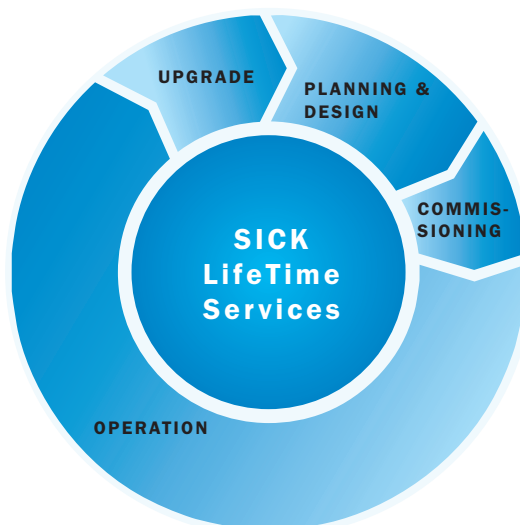 UPGRADE
PLANNING &
DESIGN
COMMIS-
SIONING
SICK
LifeTime
Services
OPERATION